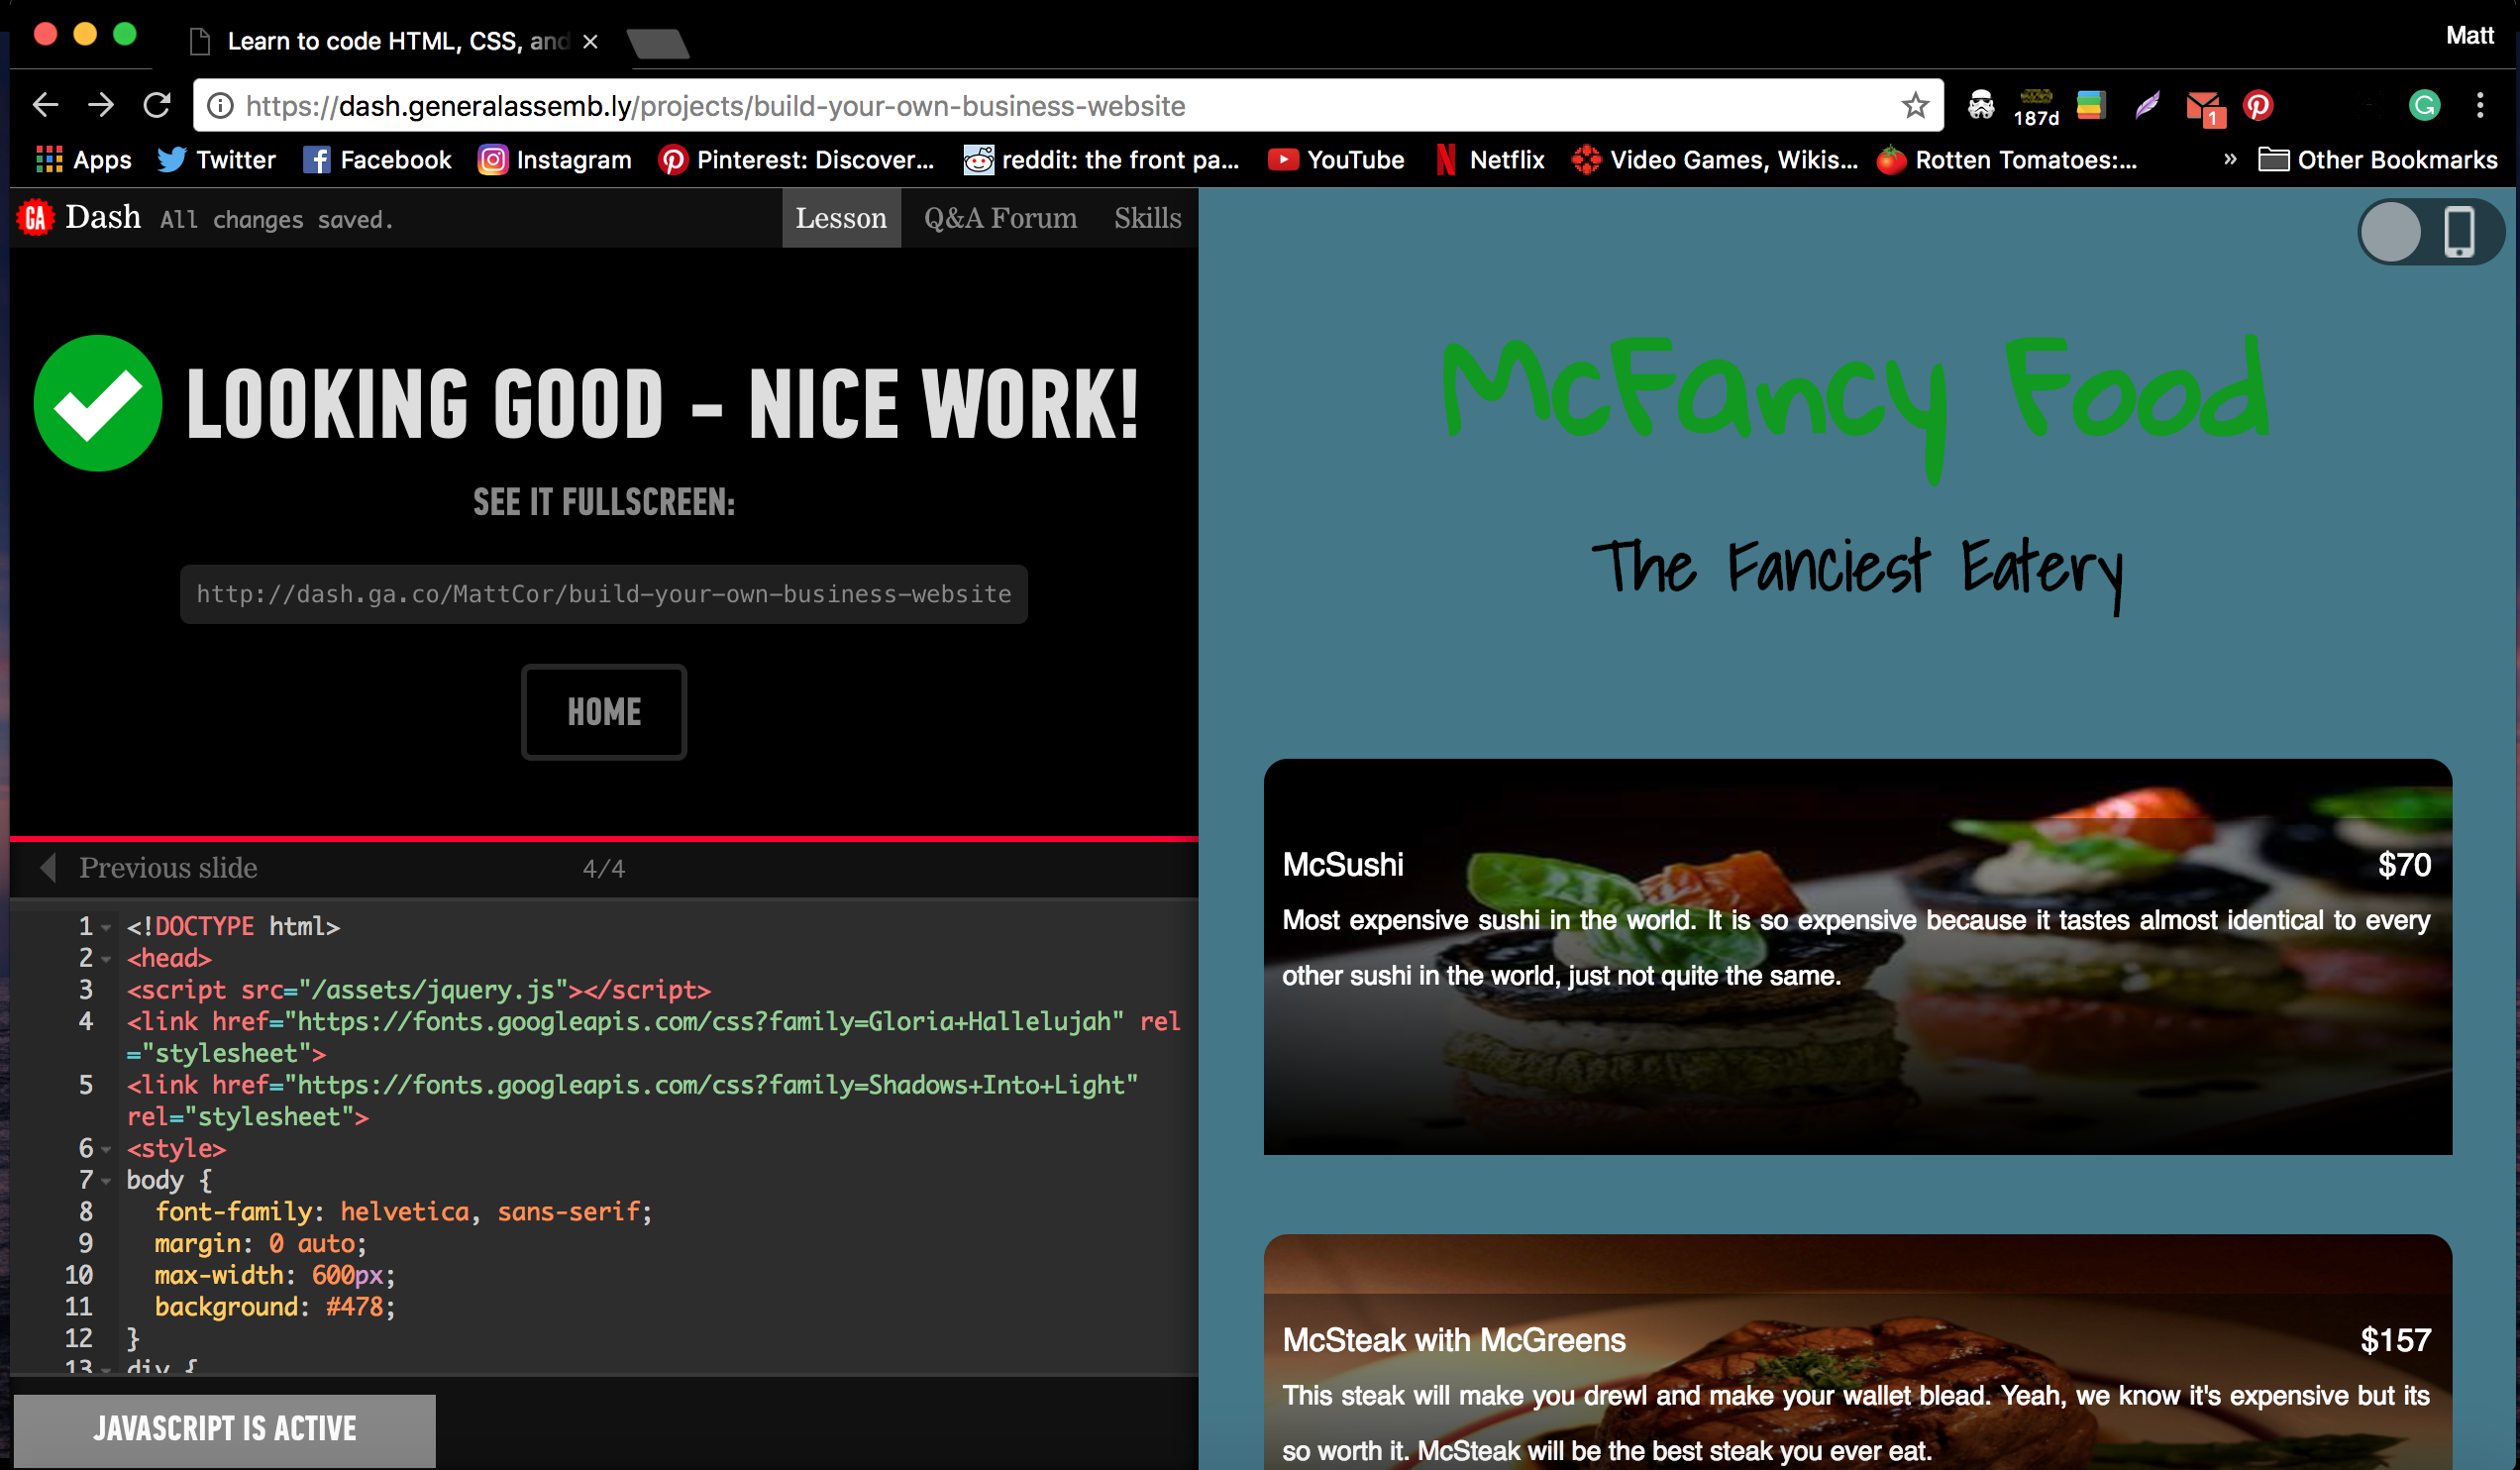 Learn to code HTML, CSS, and
Matt
https://dash.generalassemb.ly/projects/build-your-own-business-website
187d
1
Apps
Twitter
Facebook
Instagram
Pinterest: Discover...
reddit: the front pa...
YouTube
Netflix
Video Games, Wikis...
Rotten Tomatoes:...
»
Other Bookmarks
GA
Dash
All changes saved.
Lesson
Q&A Forum
Skills
LOOKING GOOD - NICE WORK!
SEE IT FULLSCREEN:
http://dash.ga.co/MattCor/build-your-own-business-website
HOME
Previous slide
4/4
1 <!DOCTYPE html>
2 <head>
3 <script src="/assets/jquery.js"></script>
4 <link href="https://fonts.googleapis.com/css?family=Gloria+Hallelujah" rel
="stylesheet">
5 <link href="https://fonts.googleapis.com/css?family=Shadows+Into+Light"
rel="stylesheet">
6 <style>
7 body {
8 font-family: helvetica, sans-serif;
9 margin: 0 auto;
10 max-width: 600px;
11 background: #478;
12 }
13 div {
JAVASCRIPT IS ACTIVE
McFancy Food
The Fanciest Eatery
McSushi
$70
Most expensive sushi in the world. It is so expensive because it tastes almost identical to every
other sushi in the world, just not quite the same.
McSteak with McGreens
$157
This steak will make you drewl and make your wallet blead. Yeah, we know it's expensive but its
so worth it. McSteak will be the best steak you ever eat.